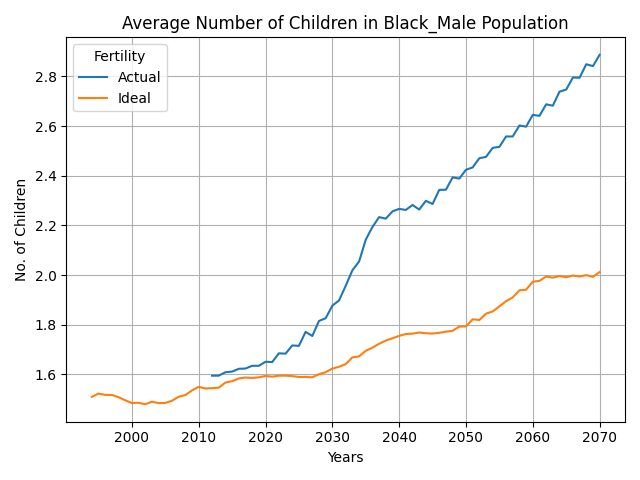 Average Number of Children in Black_Male Population
Fertility
Actual
Ideal
No. of Children
2.8
2.6
2.4
2.2
2.0
1.8
1.6
2000 2010 2020 2030 2040 2050 2060 2070
Years